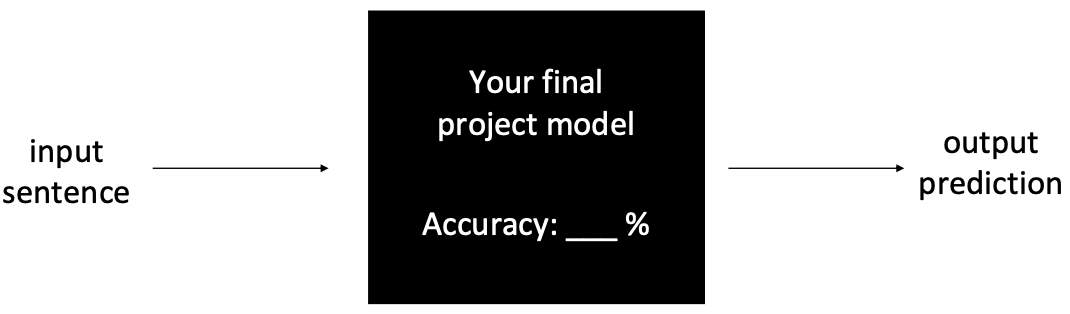 input
sentence
Your final
project model
Accuracy: ___ %
output
prediction